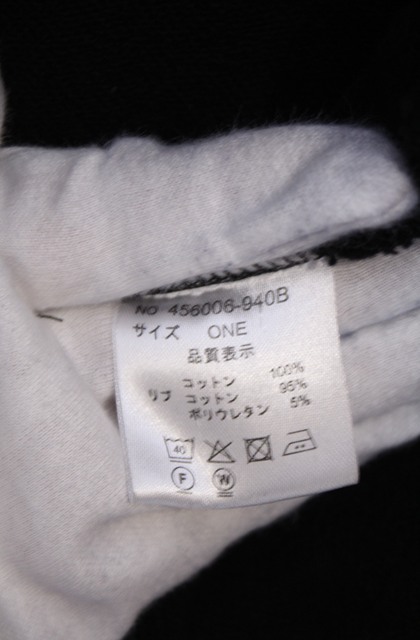 NO 456006-940B
サイズ ONE
品質表示
コットン 100%
リブ コットン 95%
ポリウレタン 5%
40
F W